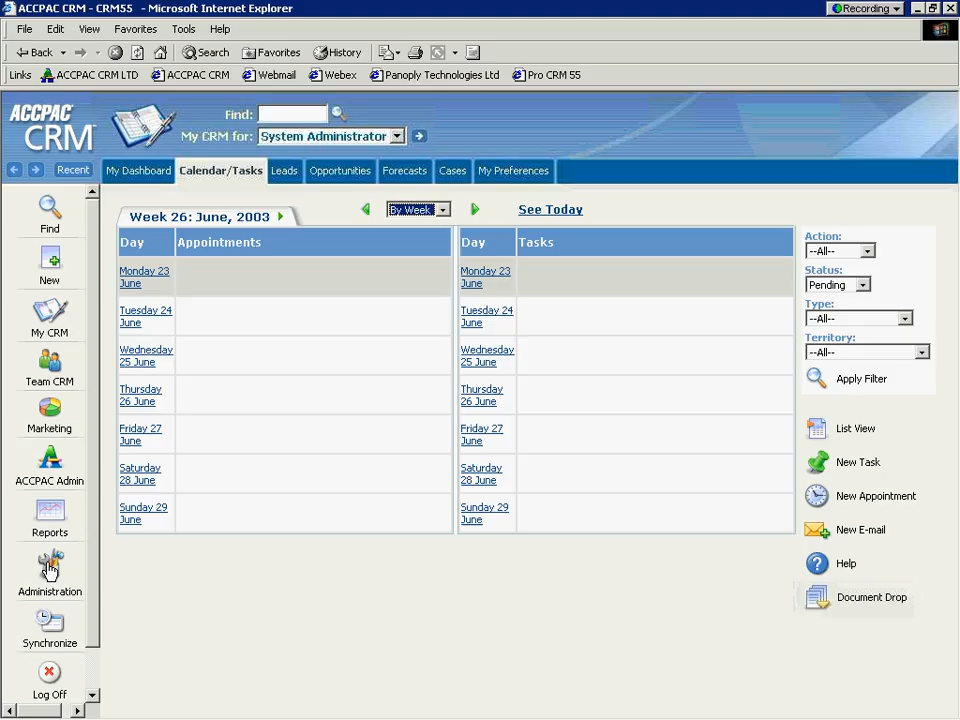 ACCPAC CRM - CRM55 - Microsoft Internet Explorer
Recording
File Edit View Favorites Tools Help
Back Search Favorites History
Links ACCPAC CRM LTD ACCPAC CRM Webmail Webex Panoply Technologies Ltd Pro CRM 55
ACCPAC
CRM
Find:
My CRM for: System Administrator
Recent My Dashboard Calendar/Tasks Leads Opportunities Forecasts Cases My Preferences
Find
New
My CRM
Team CRM
Marketing
ACCPAC Admin
Reports
Administration
Synchronize
Log Off
Week 26: June, 2003 By Week See Today
Day Appointments Day Tasks
Monday 23
June
Tuesday 24
June
Wednesday
25 June
Thursday
26 June
Friday 27
June
Saturday
28 June
Sunday 29
June
Monday 23
June
Tuesday 24
June
Wednesday
25 June
Thursday
26 June
Friday 27
June
Saturday
28 June
Sunday 29
June
Action:
--All--
Status:
Pending
Type:
--All--
Territory:
--All--
Apply Filter
List View
New Task
New Appointment
New E-mail
Help
Document Drop